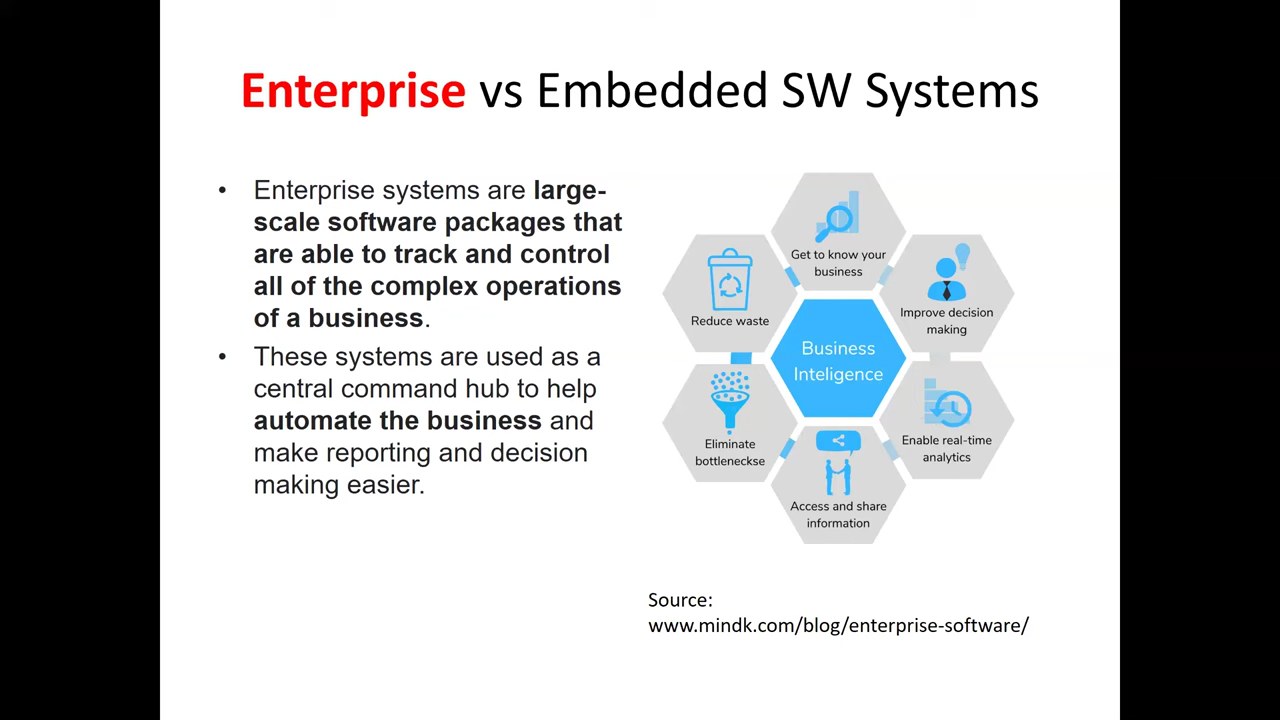 Enterprise vs Embedded SW Systems
• Enterprise systems are large-
scale software packages that
are able to track and control
all of the complex operations
of a business.
• These systems are used as a
central command hub to help
automate the business and
make reporting and decision
making easier.
Get to know your
business
Improve decision
making
Enable real-time
analytics
Access and share
information
Eliminate
bottleneckse
Reduce waste
Business
Inteligence
Source:
www.mindk.com/blog/enterprise-software/